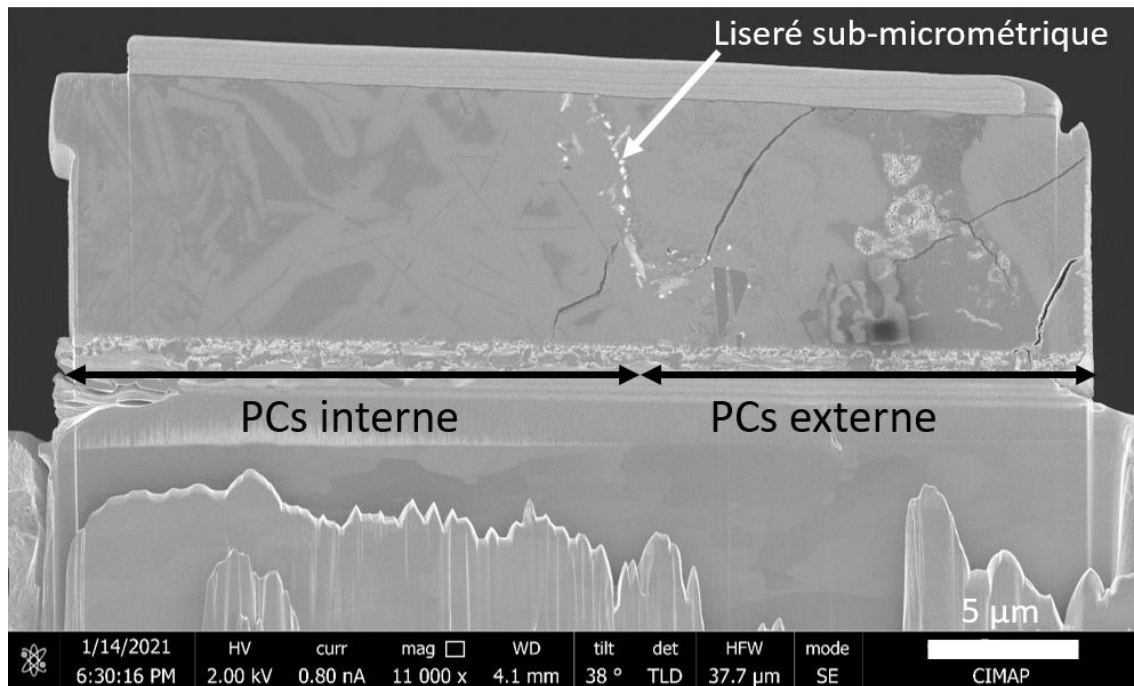 Liseré sub-micrométrique
PCs interne
PCs externe
5 µm
1/14/2021 HV curr mag WD tilt det HFW mode
6:30:16 PM 2.00 kV 0.80 nA 11 000 x 4.1 mm 38 ° TLD 37.7 µm SE CIMAP